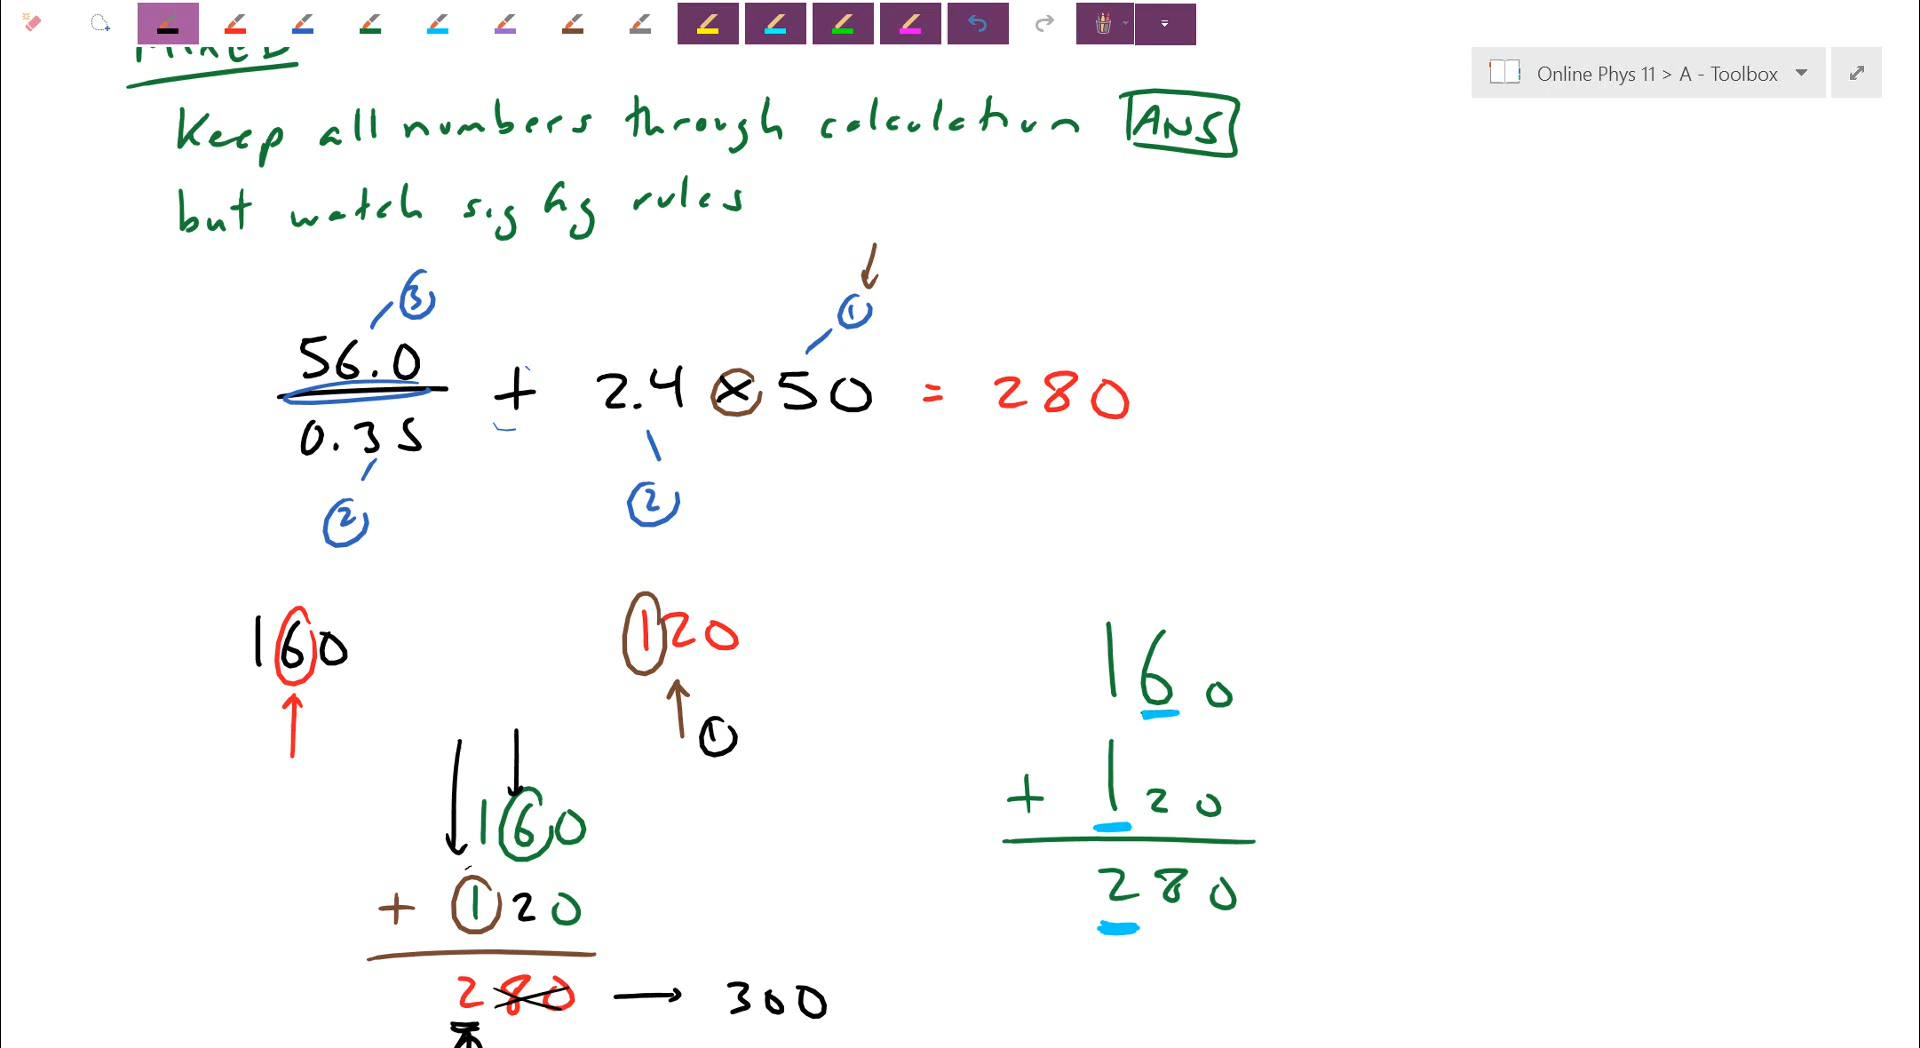 MIXED
Online Phys 11 > A - Toolbox
Keep all numbers through calculation ANS
but watch sig fig rules
3 1
56.0
+ 2.4 × 50 = 280
0.35
2 2
160 120
1
160
+ 120
280 → 300
160
+ 120
280